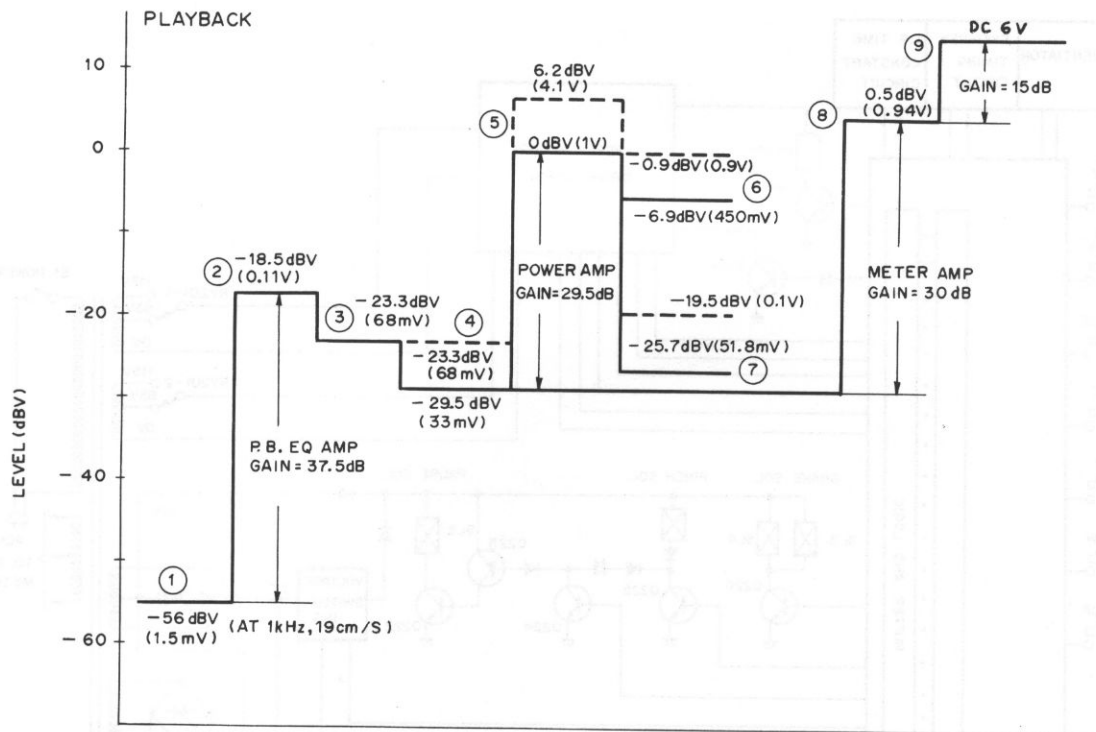 PLAYBACK
LEVEL (dBV)
10
0
-20
-40
-60
1
-56 dBV
(1.5mV)
(AT 1kHz, 19cm/S)
2
-18.5dBV
(0.11V)
P.B. EQ AMP
GAIN = 37.5dB
3
-23.3dBV
(68mV)
4
-23.3dBV
(68mV)
-29.5dBV
(33mV)
5
6.2dBV
(4.1V)
0dBV(1V)
POWER AMP
GAIN=29.5dB
-0.9dBV(0.9V)
6
-6.9dBV(450mV)
-19.5dBV(0.1V)
-25.7dBV(51.8mV)
7
8
0.5dBV
(0.94V)
METER AMP
GAIN = 30 dB
9
DC 6V
GAIN = 15dB